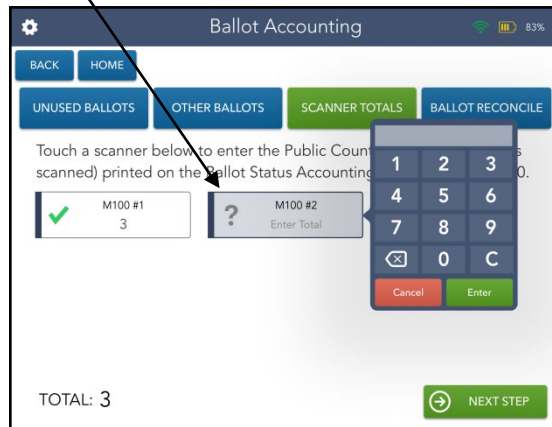 Ballot Accounting
83%
BACK HOME
UNUSED BALLOTS OTHER BALLOTS SCANNER TOTALS BALLOT RECONCILE
Touch a scanner below to enter the Public Coun s
scanned) printed on the Ballot Status Accounting 0.
M100 #1
3
? M100 #2
Enter Total
1 2 3
4 5 6
7 8 9
0 C
Cancel Enter
TOTAL: 3
NEXT STEP